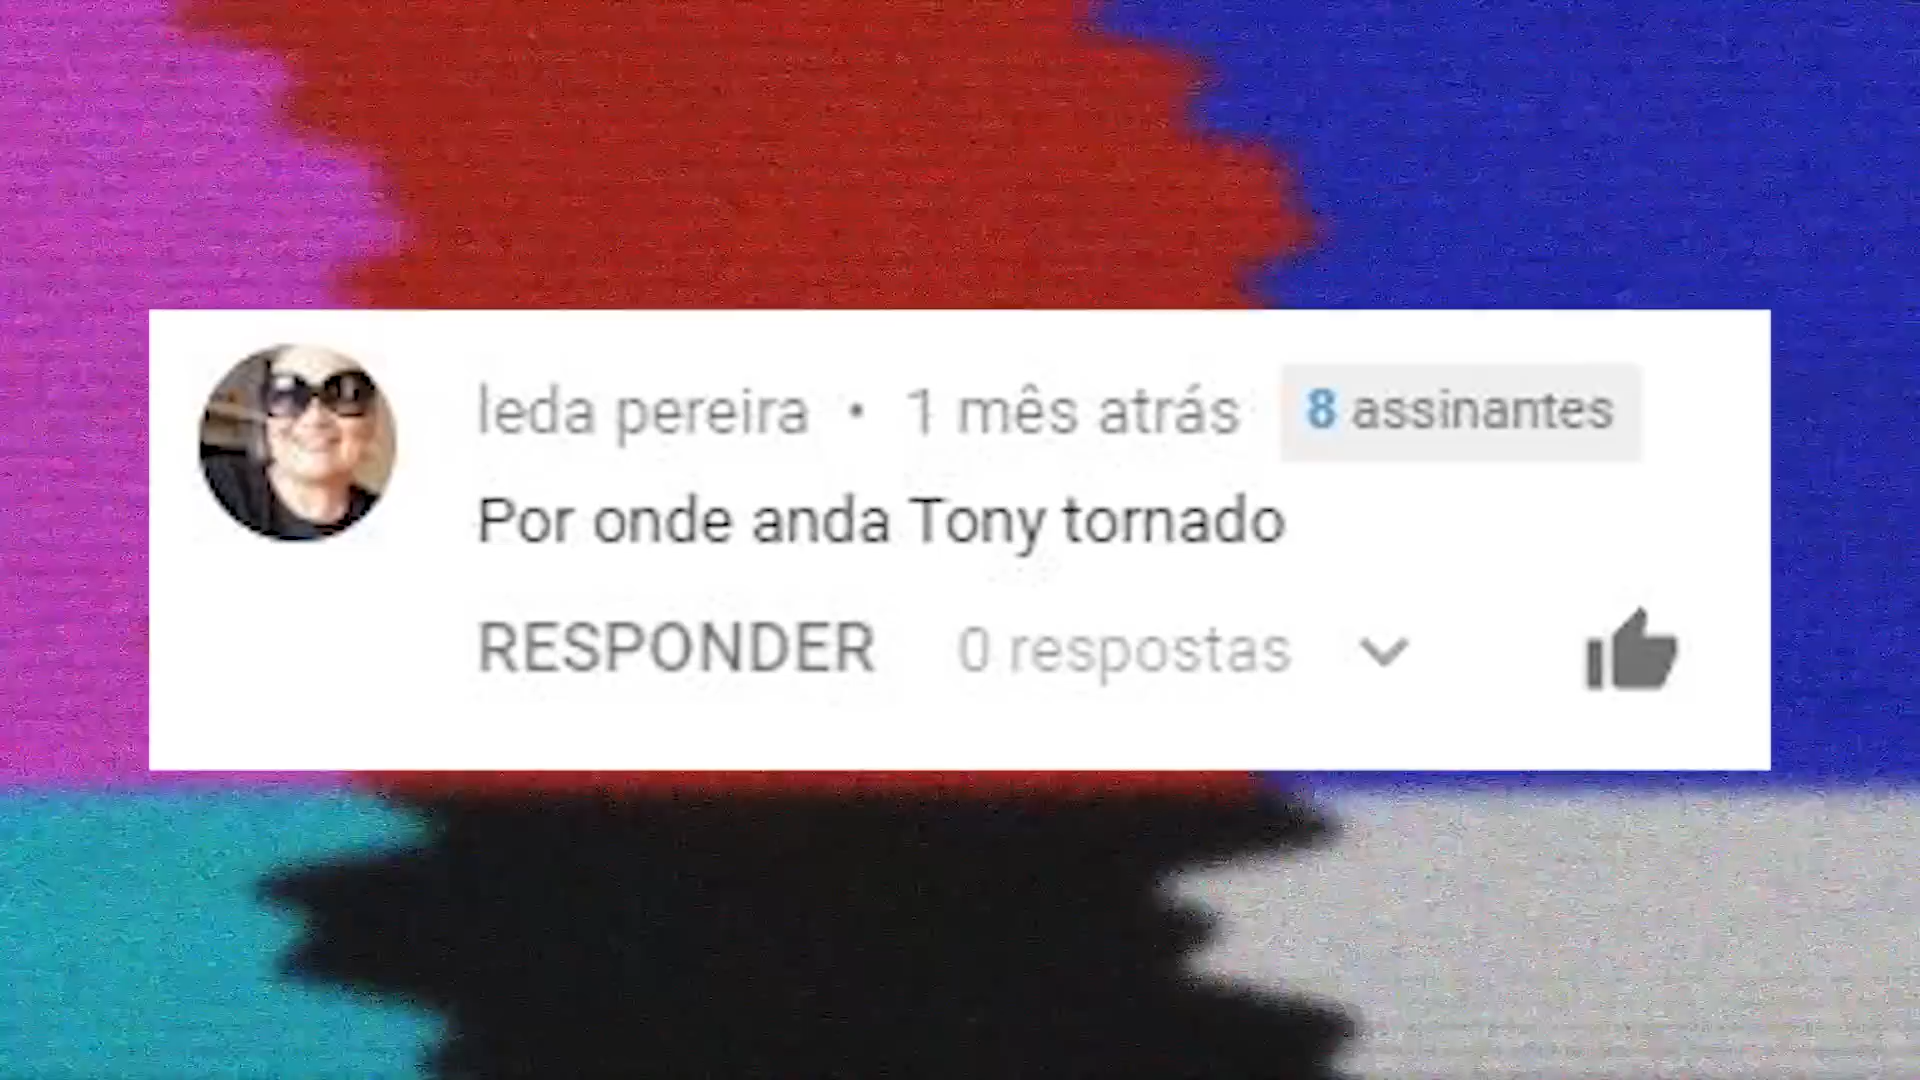 leda pereira • 1 mês atrás 8 assinantes
Por onde anda Tony tornado
RESPONDER 0 respostas